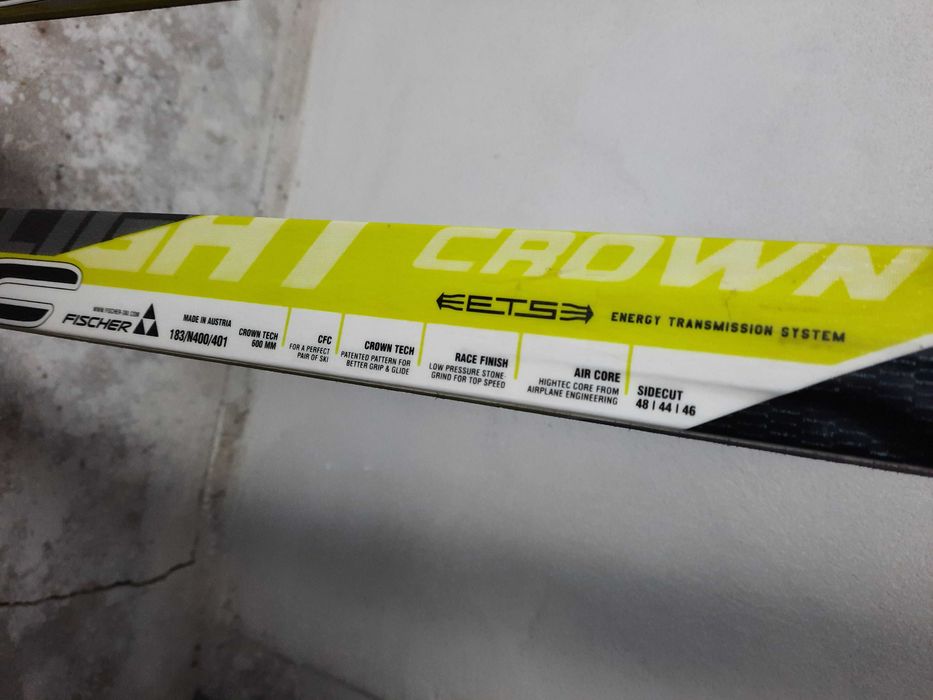 LIGHT CROWN
ETS ENERGY TRANSMISSION SYSTEM
WWW.FISCHER-SKI.COM
FISCHER
MADE IN AUSTRIA
183/N400/401
CROWN TECH
600 MM
CFC
FOR A PERFECT
PAIR OF SKI
CROWN TECH
PATENTED PATTERN FOR
BETTER GRIP & GLIDE
RACE FINISH
LOW PRESSURE STONE
GRIND FOR TOP SPEED
AIR CORE
HIGHTEC CORE FROM
AIRPLANE ENGINEERING
SIDECUT
48 | 44 | 46